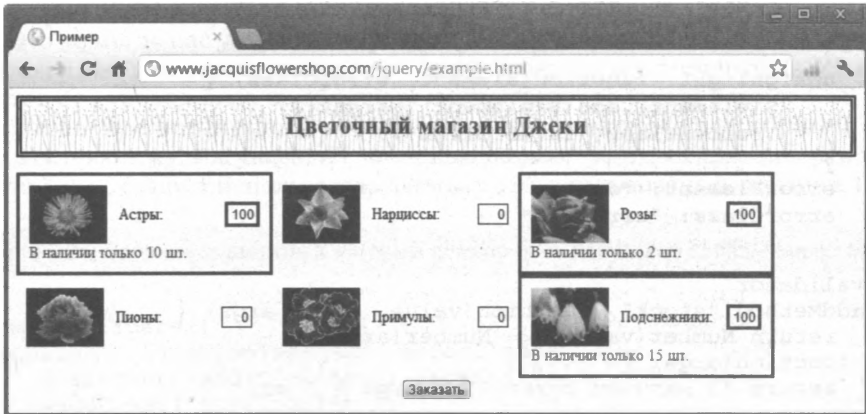 Пример
www.jacquisflowershop.com/jquery/example.html
Цветочный магазин Джеки
Астры: 100
В наличии только 10 шт.
Нарциссы: 0
Розы: 100
В наличии только 2 шт.
Пионы: 0
Примулы: 0
Подснежники: 100
В наличии только 15 шт.
Заказать